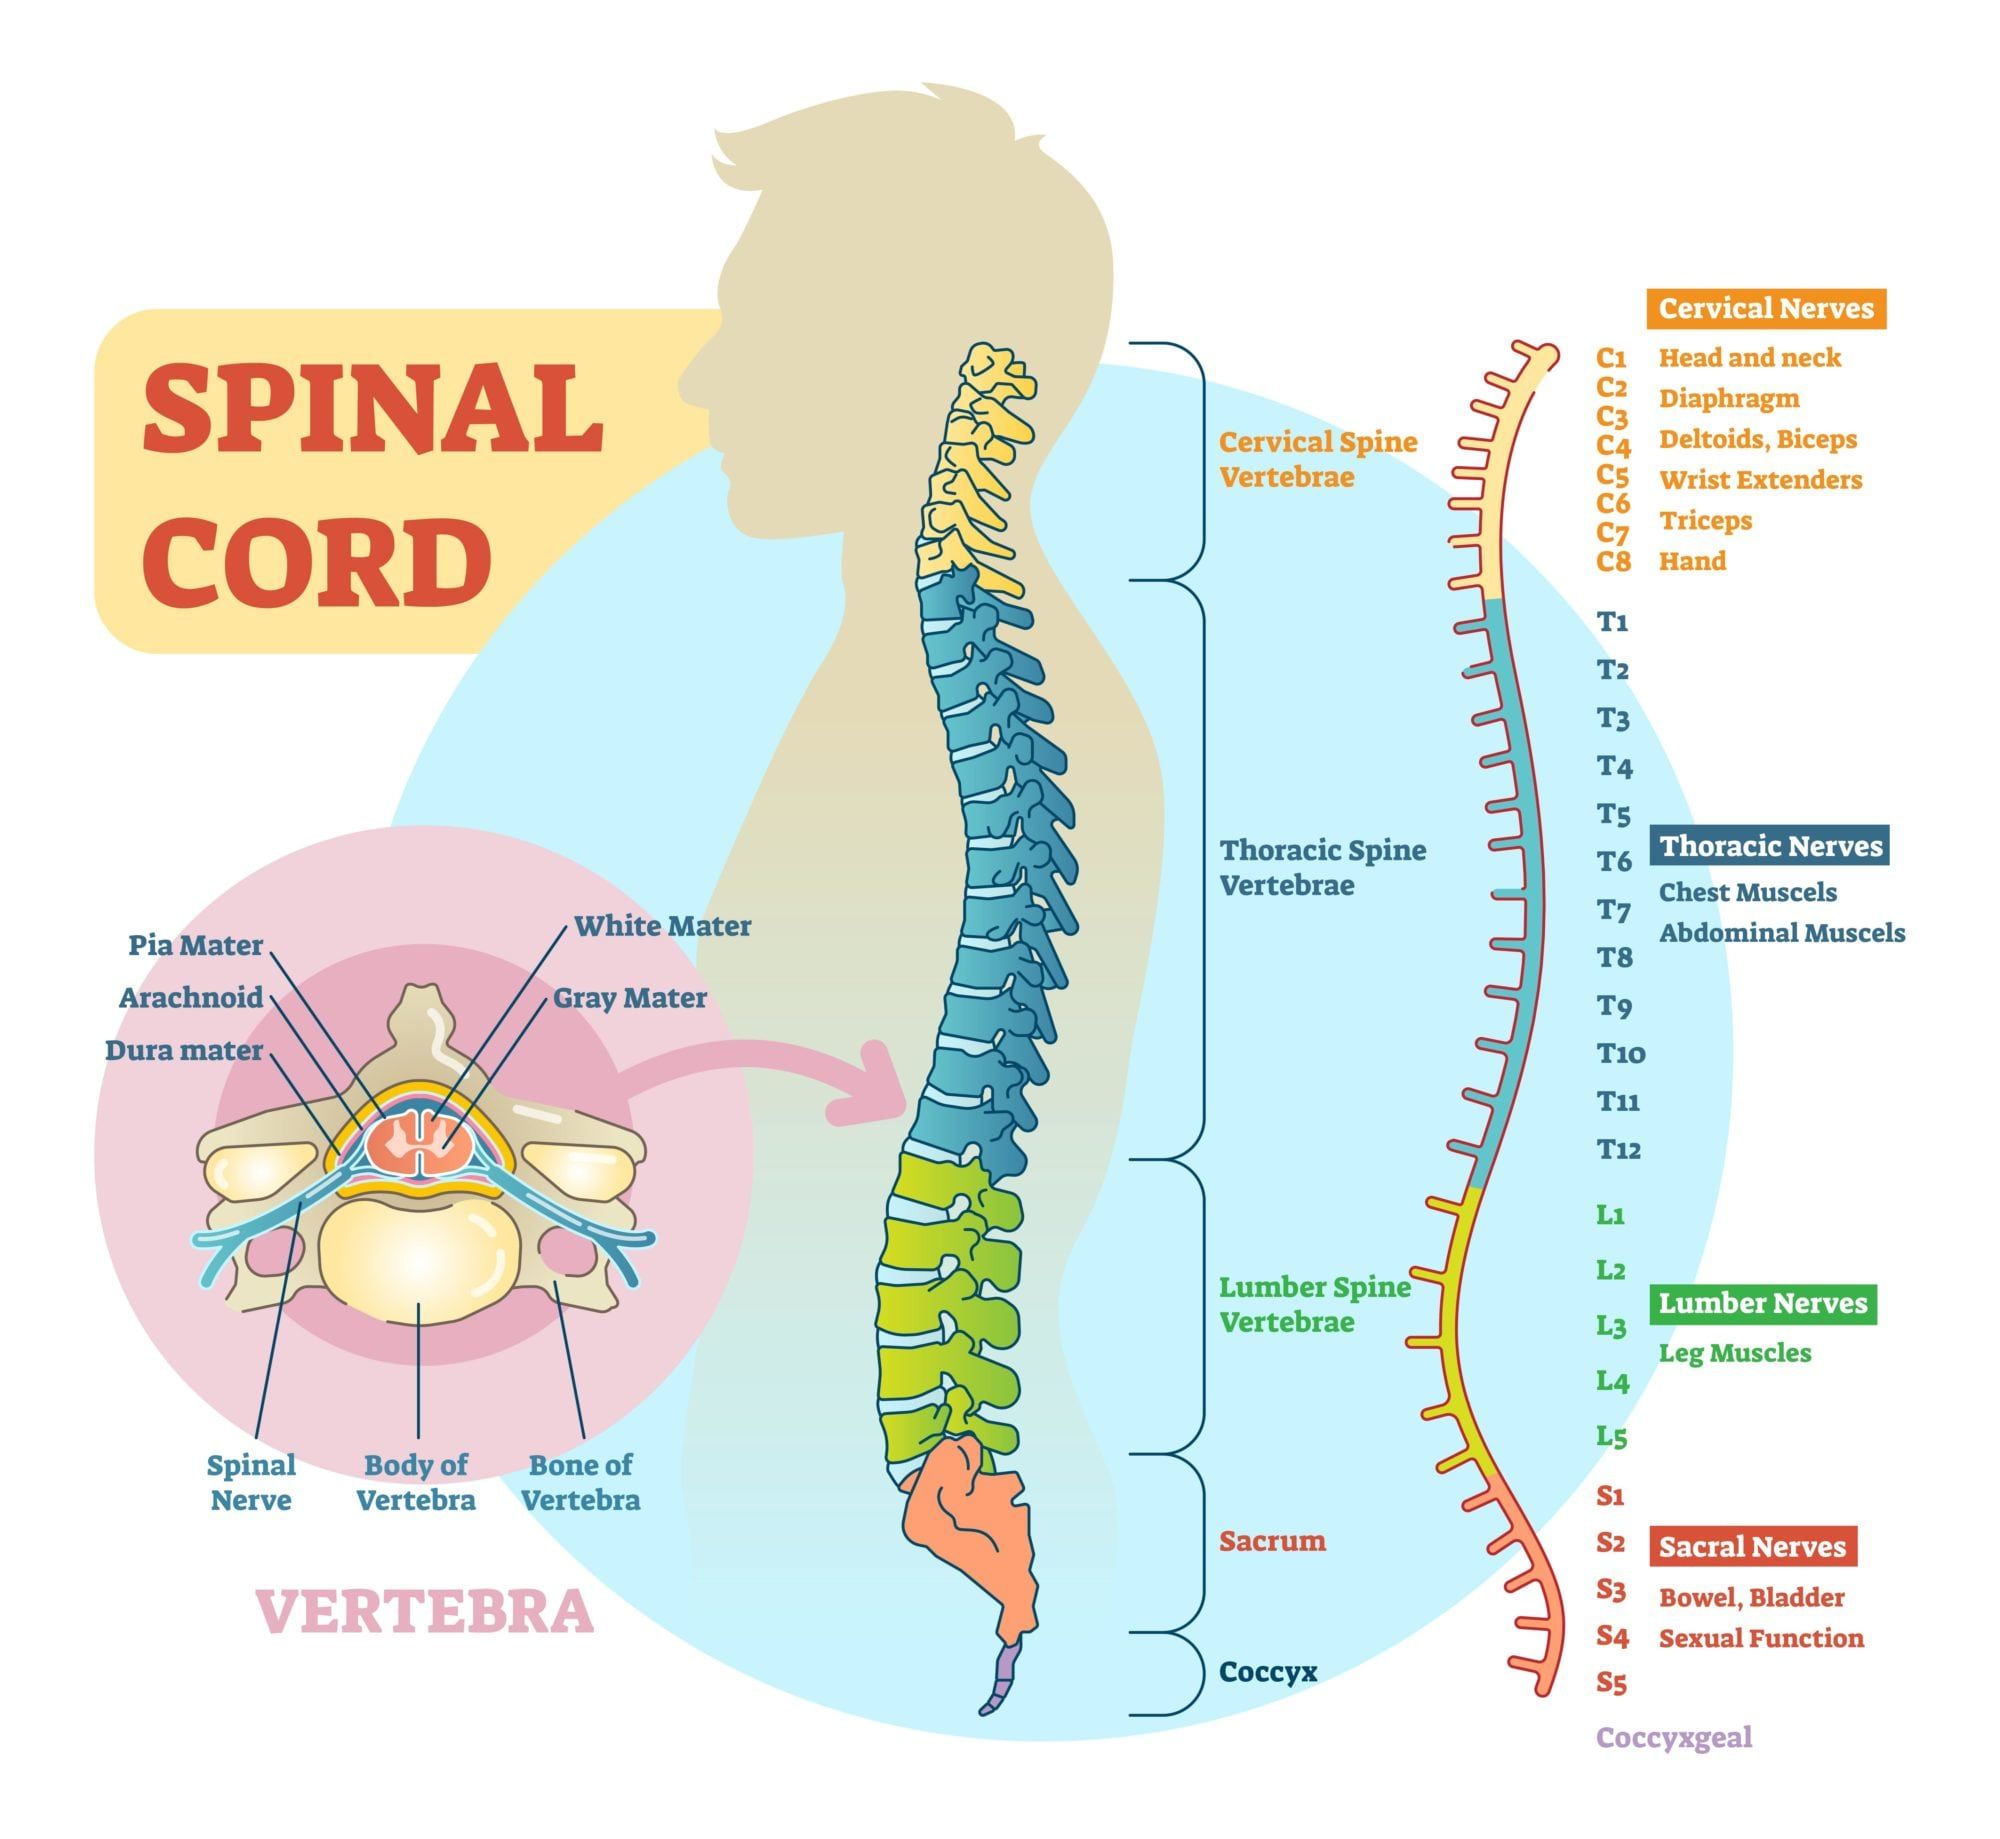 SPINAL
CORD
Pia Mater
Arachnoid
Dura mater
White Mater
Gray Mater
Spinal
Nerve
Body of
Vertebra
Bone of
Vertebra
VERTEBRA
Cervical Spine
Vertebrae
Thoracic Spine
Vertebrae
Lumber Spine
Vertebrae
Sacrum
Coccyx
Cervical Nerves
C1
C2
C3
C4
C5
C6
C7
C8
Head and neck
Diaphragm
Deltoids, Biceps
Wrist Extenders
Triceps
Hand
T1
T2
T3
T4
T5
T6
T7
T8
T9
T10
T11
T12
Thoracic Nerves
Chest Muscels
Abdominal Muscels
L1
L2
L3
L4
L5
Lumber Nerves
Leg Muscles
S1
S2
S3
S4
S5
Sacral Nerves
Bowel, Bladder
Sexual Function
Coccyxgeal